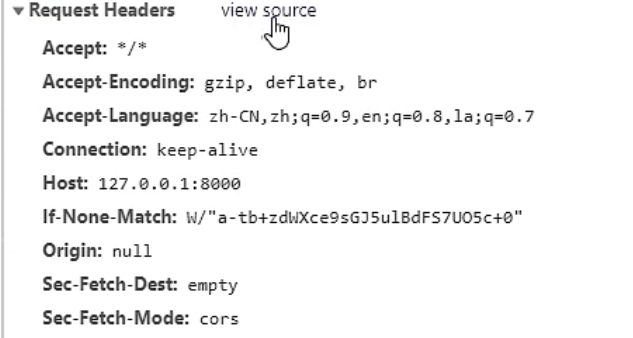 ▼ Request Headers view source
Accept: */*
Accept-Encoding: gzip, deflate, br
Accept-Language: zh-CN,zh;q=0.9,en;q=0.8,la;q=0.7
Connection: keep-alive
Host: 127.0.0.1:8000
If-None-Match: W/"a-tb+zdWXce9sGJ5ulBdFS7UO5c+0"
Origin: null
Sec-Fetch-Dest: empty
Sec-Fetch-Mode: cors